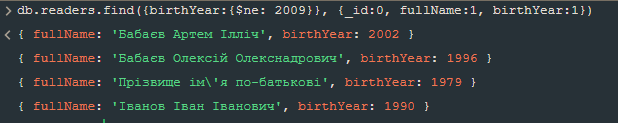 > db.readers.find({birthYear:{$ne: 2009}}, {_id:0, fullName:1, birthYear:1})
< { fullName: 'Бабаєв Артем Ілліч', birthYear: 2002 }
{ fullName: 'Бабаєв Олексій Олекснадрович', birthYear: 1996 }
{ fullName: 'Прізвище ім\'я по-батькові', birthYear: 1979 }
{ fullName: 'Іванов Іван Іванович', birthYear: 1990 }